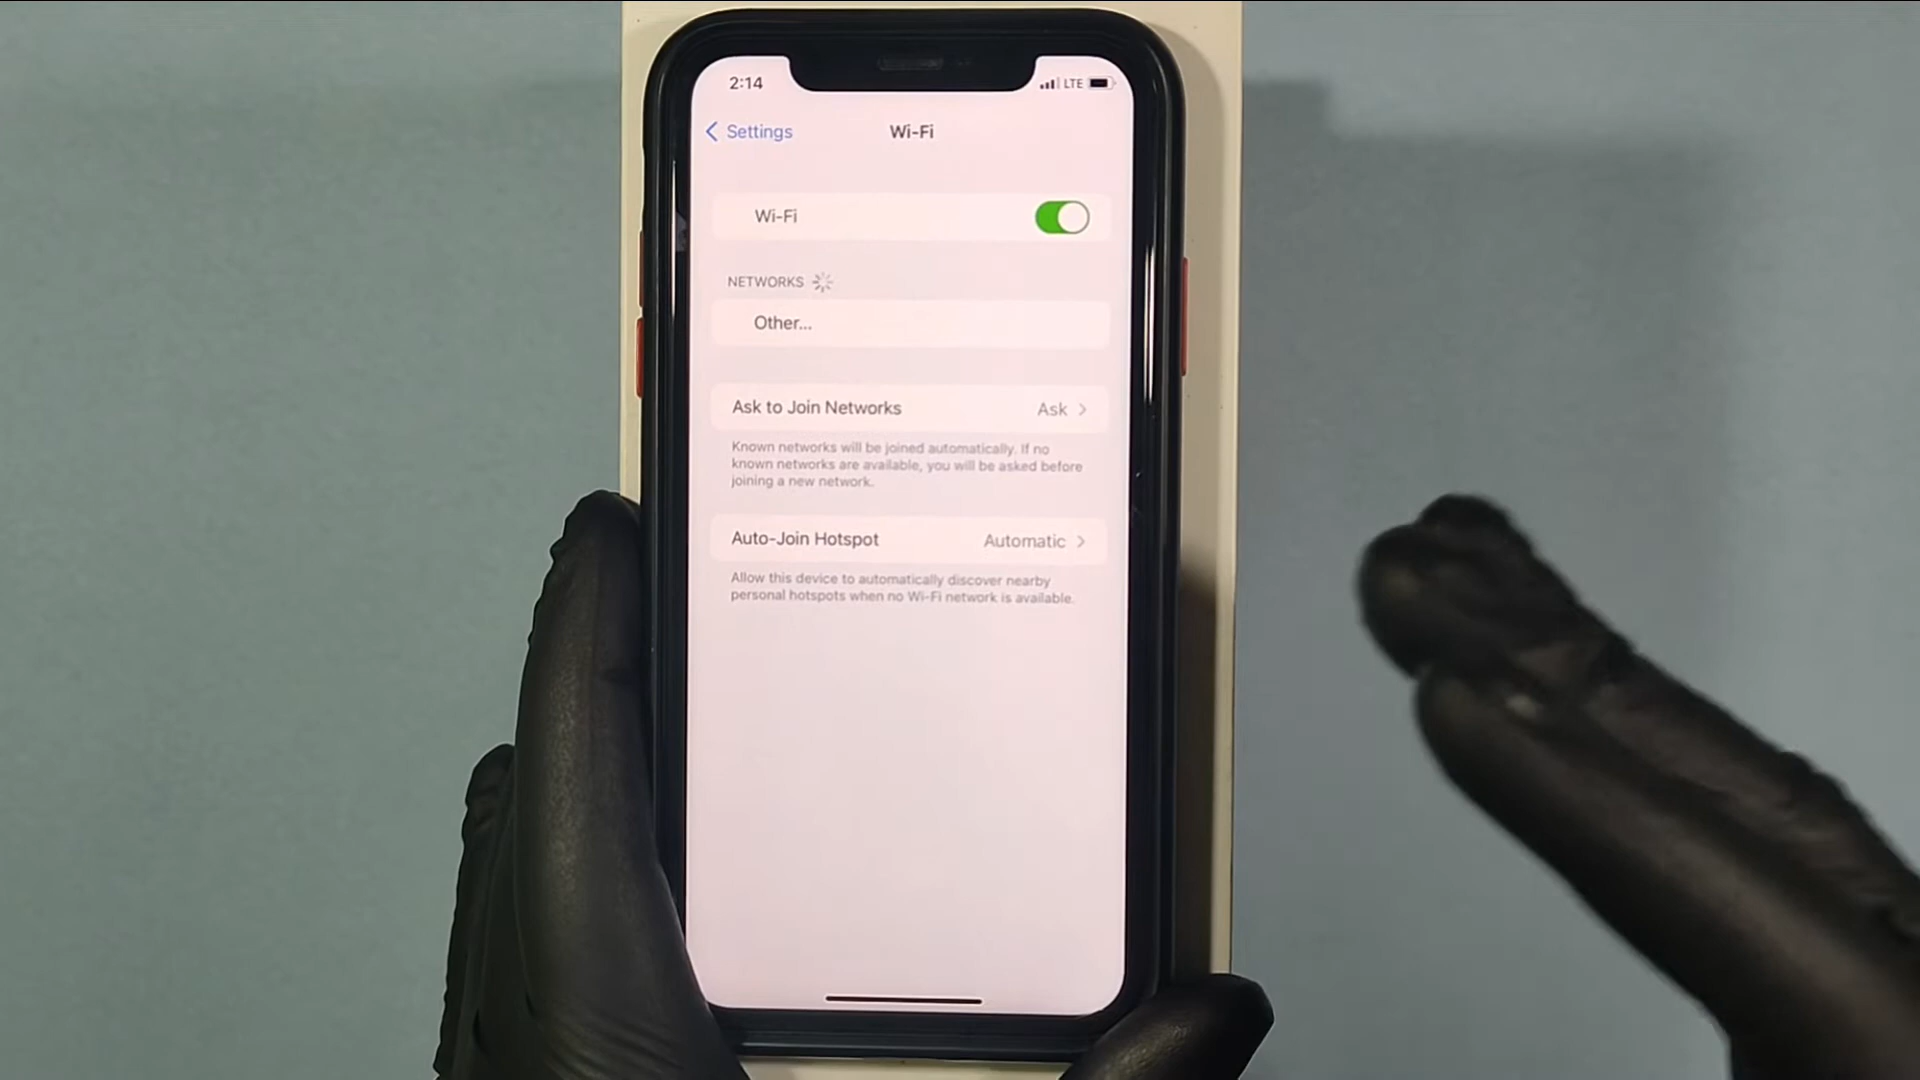 2:14
LTE
Settings
Wi-Fi
Wi-Fi
NETWORKS
Other...
Ask to Join Networks
Ask
Known networks will be joined automatically. If no
known networks are available, you will be asked before
joining a new network.
Auto-Join Hotspot
Automatic
Allow this device to automatically discover nearby
personal hotspots when no Wi-Fi network is available.